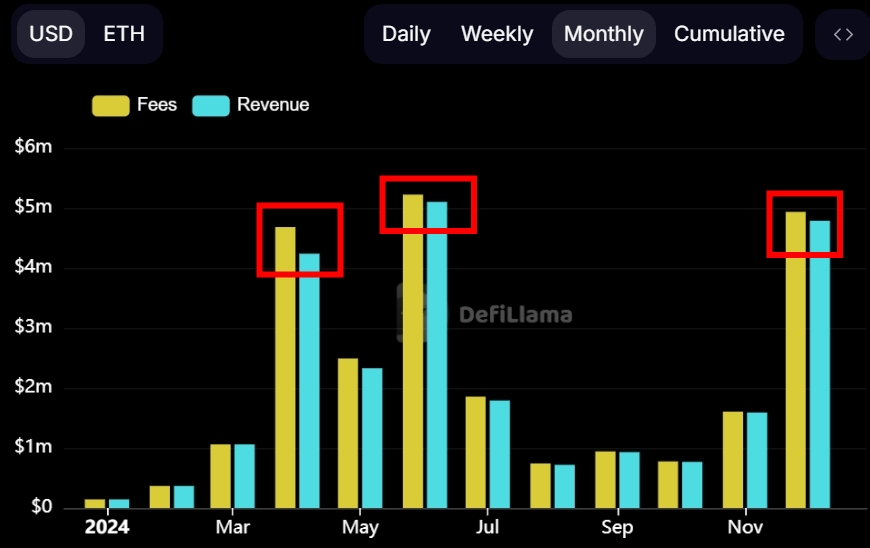 USD ETH Daily Weekly Monthly Cumulative <>
Fees Revenue
$6m
$5m
$4m
$3m
DefiLlama
$2m
$1m
$0
2024 Mar May Jul Sep Nov